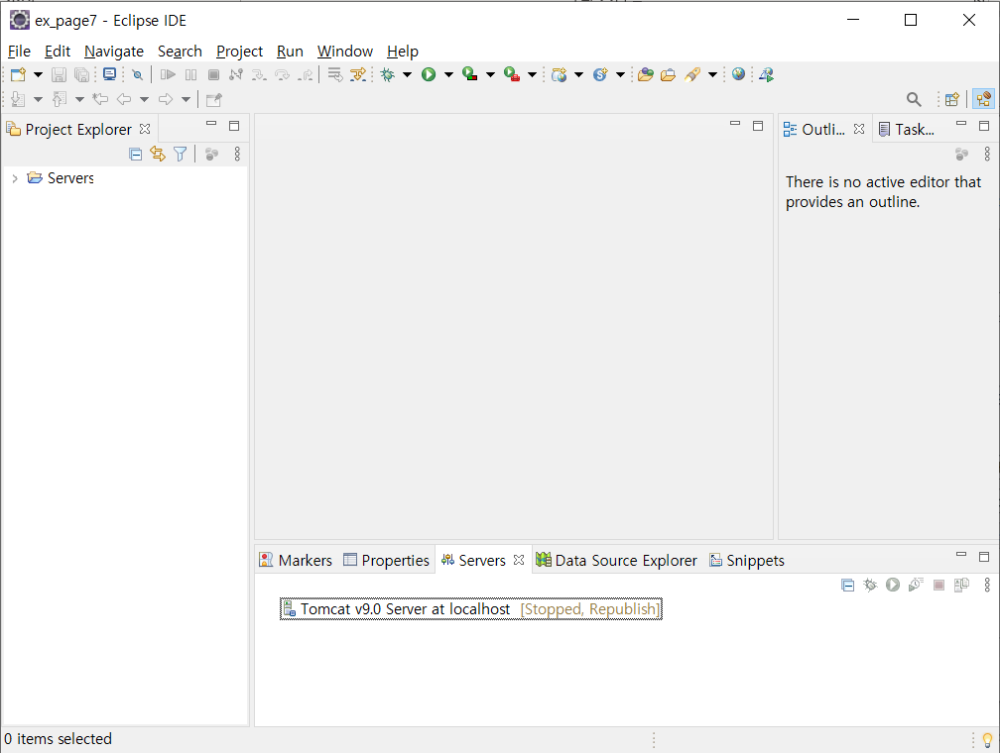 ex_page7 - Eclipse IDE
File Edit Navigate Search Project Run Window Help
Project Explorer
Servers
Outli... Task...
There is no active editor that
provides an outline.
Markers Properties Servers Data Source Explorer Snippets
Tomcat v9.0 Server at localhost [Stopped, Republish]
0 items selected